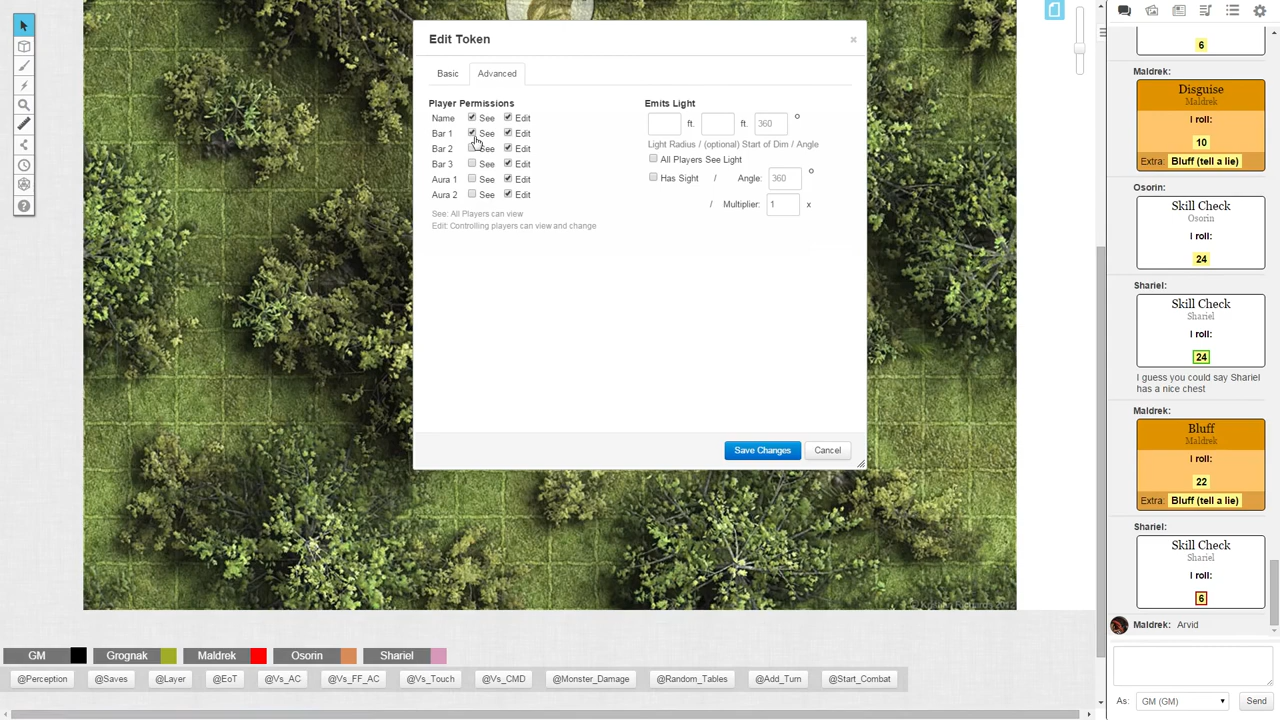 Edit Token
×
Basic
Advanced
Player Permissions
Name See Edit
Bar 1 See Edit
Bar 2 See Edit
Bar 3 See Edit
Aura 1 See Edit
Aura 2 See Edit
See: All Players can view
Edit: Controlling players can view and change
Emits Light
ft. ft. 360 °
Light Radius / (optional) Start of Dim / Angle
All Players See Light
Has Sight / Angle: 360 °
/ Multiplier: 1 x
Save Changes
Cancel
6
Maldrek:
Disguise
Maldrek
I roll:
10
Extra: Bluff (tell a lie)
Osorin:
Skill Check
Osorin
I roll:
24
Shariel:
Skill Check
Shariel
I roll:
24
I guess you could say Shariel
has a nice chest
Maldrek:
Bluff
Maldrek
I roll:
22
Extra: Bluff (tell a lie)
Shariel:
Skill Check
Shariel
I roll:
6
Maldrek: Arvid
As: GM (GM)
Send
GM
Grognak
Maldrek
Osorin
Shariel
@Perception
@Saves
@Layer
@EoT
@Vs_AC
@Vs_FF_AC
@Vs_Touch
@Vs_CMD
@Monster_Damage
@Random_Tables
@Add_Turn
@Start_Combat